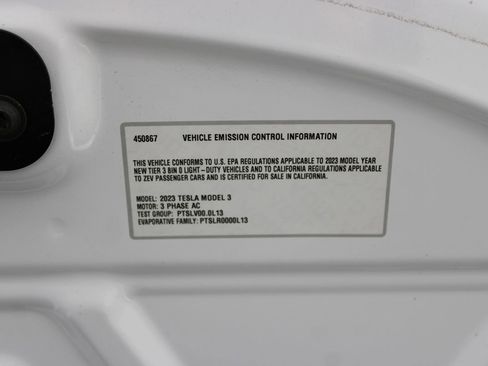 450867 VEHICLE EMISSION CONTROL INFORMATION
THIS VEHICLE CONFORMS TO U.S. EPA REGULATIONS APPLICABLE TO 2023 MODEL YEAR
NEW TIER 3 BIN 0 LIGHT-DUTY VEHICLES AND TO CALIFORNIA REGULATIONS APPLICABLE
TO ZEV PASSENGER CARS AND IS CERTIFIED FOR SALE IN CALIFORNIA.
MODEL: 2023 TESLA MODEL 3
MOTOR: 3 PHASE AC
TEST GROUP: PTSLV00.0L13
EVAPORATIVE FAMILY: PTSLR0000L13